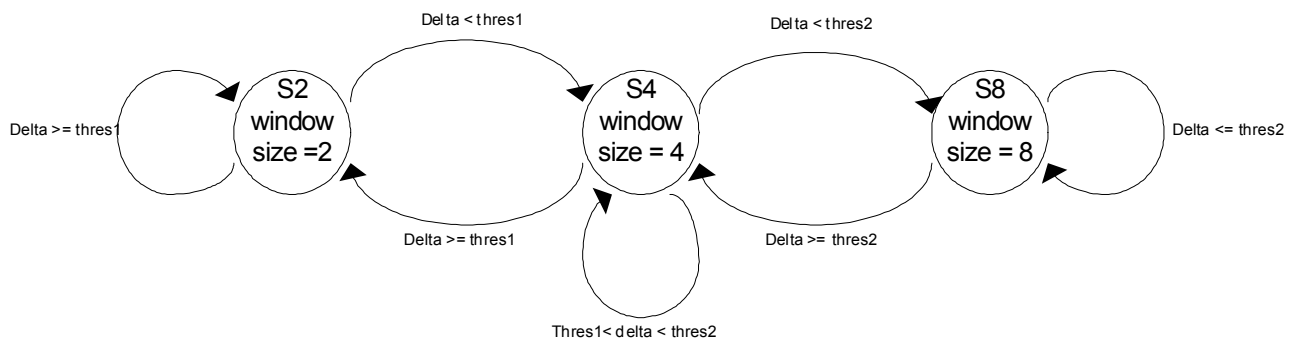 Delta < thres1
Delta < thres2
S2
window
size =2
S4
window
size = 4
S8
window
size = 8
Delta >= thres1
Delta <= thres2
Delta >= thres1
Delta >= thres2
Thres1< delta < thres2